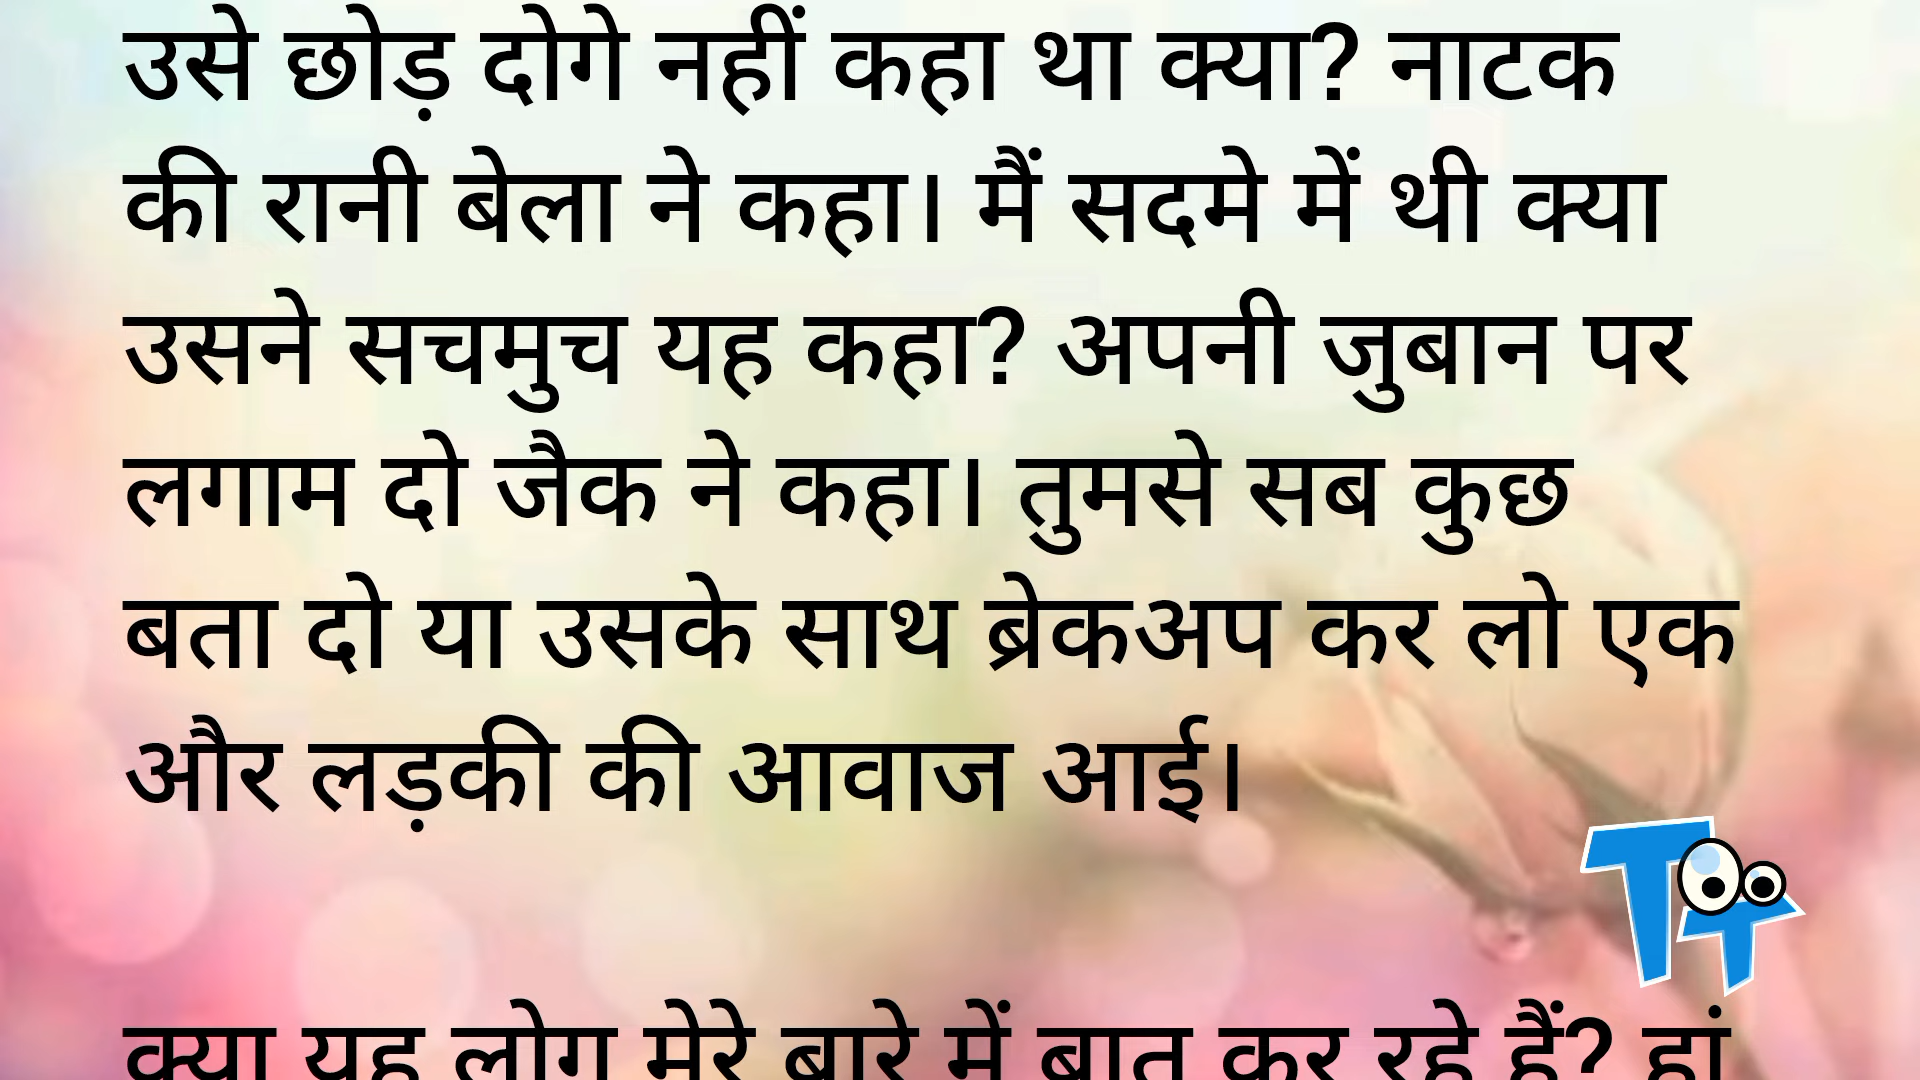 उसे छोड़ दोगे नहीं कहा था क्या? नाटक
की रानी बेला ने कहा। मैं सदमे में थी क्या
उसने सचमुच यह कहा? अपनी जुबान पर
लगाम दो जैक ने कहा। तुमसे सब कुछ
बता दो या उसके साथ ब्रेकअप कर लो एक
और लड़की की आवाज आई।
TT
क्या यह लोग मेरे बारे में बात कर रहे हैं? हां